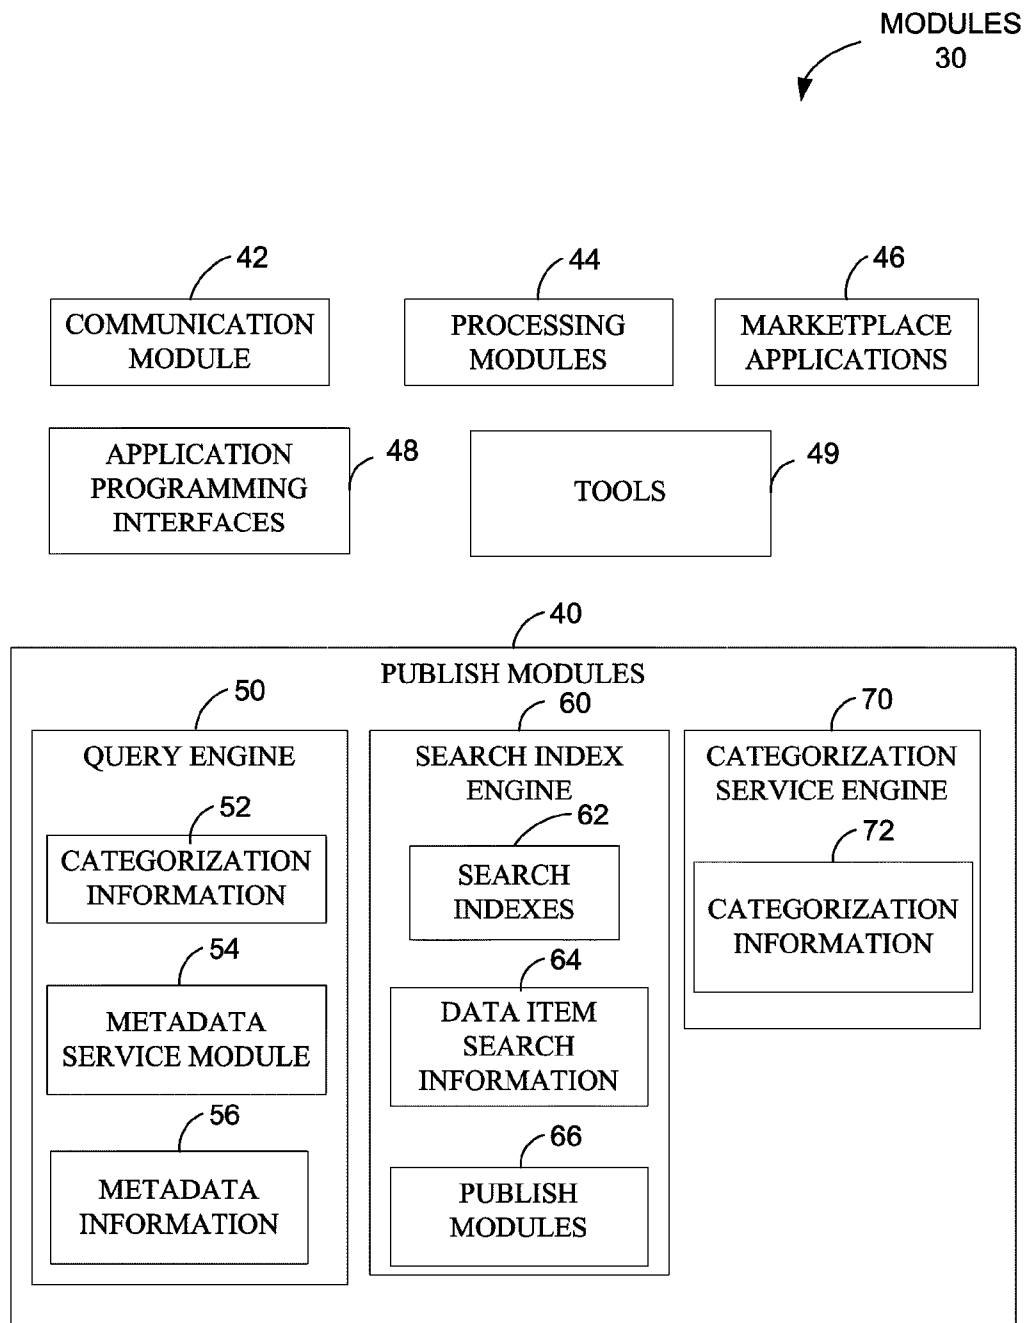 MODULES
30
42
44
46
COMMUNICATION
MODULE
PROCESSING
MODULES
MARKETPLACE
APPLICATIONS
APPLICATION
PROGRAMMING
INTERFACES
48
TOOLS
49
40
PUBLISH MODULES
50
QUERY ENGINE
52
CATEGORIZATION
INFORMATION
54
METADATA
SERVICE MODULE
56
METADATA
INFORMATION
60
SEARCH INDEX
ENGINE
62
SEARCH
INDEXES
64
DATA ITEM
SEARCH
INFORMATION
66
PUBLISH
MODULES
70
CATEGORIZATION
SERVICE ENGINE
72
CATEGORIZATION
INFORMATION